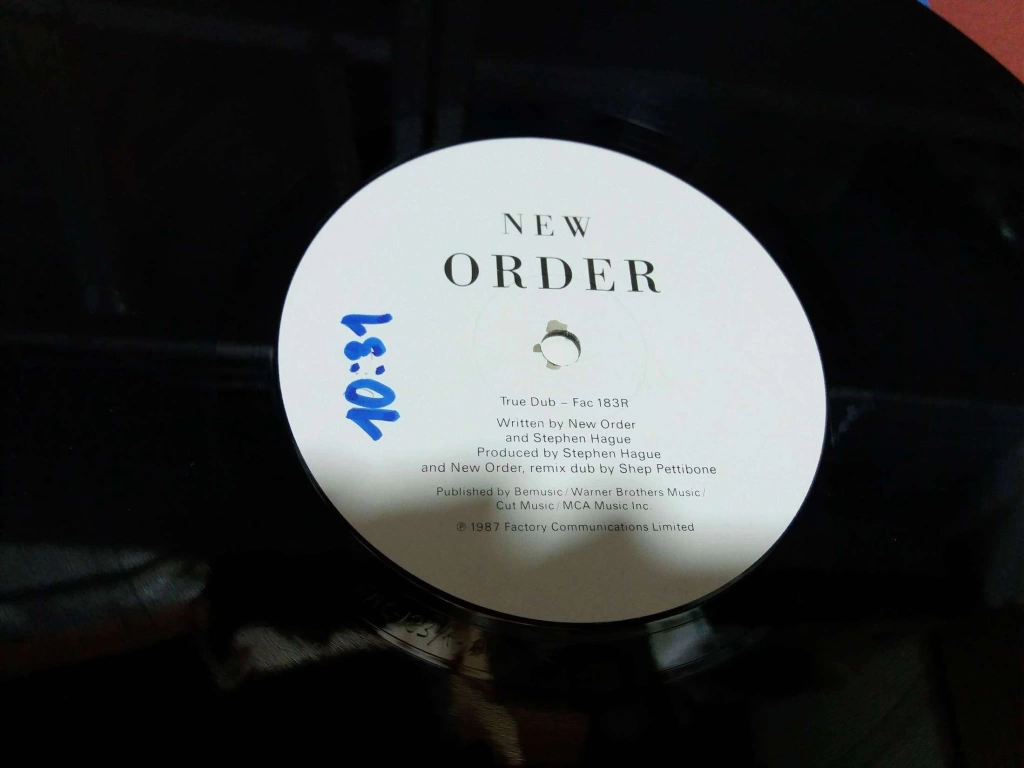 NEW
ORDER
10:31
True Dub – Fac 183R
Written by New Order
and Stephen Hague
Produced by Stephen Hague
and New Order, remix dub by Shep Pettibone
Published by Bemusic / Warner Brothers Music /
Cut Music / MCA Music Inc.
℗ 1987 Factory Communications Limited